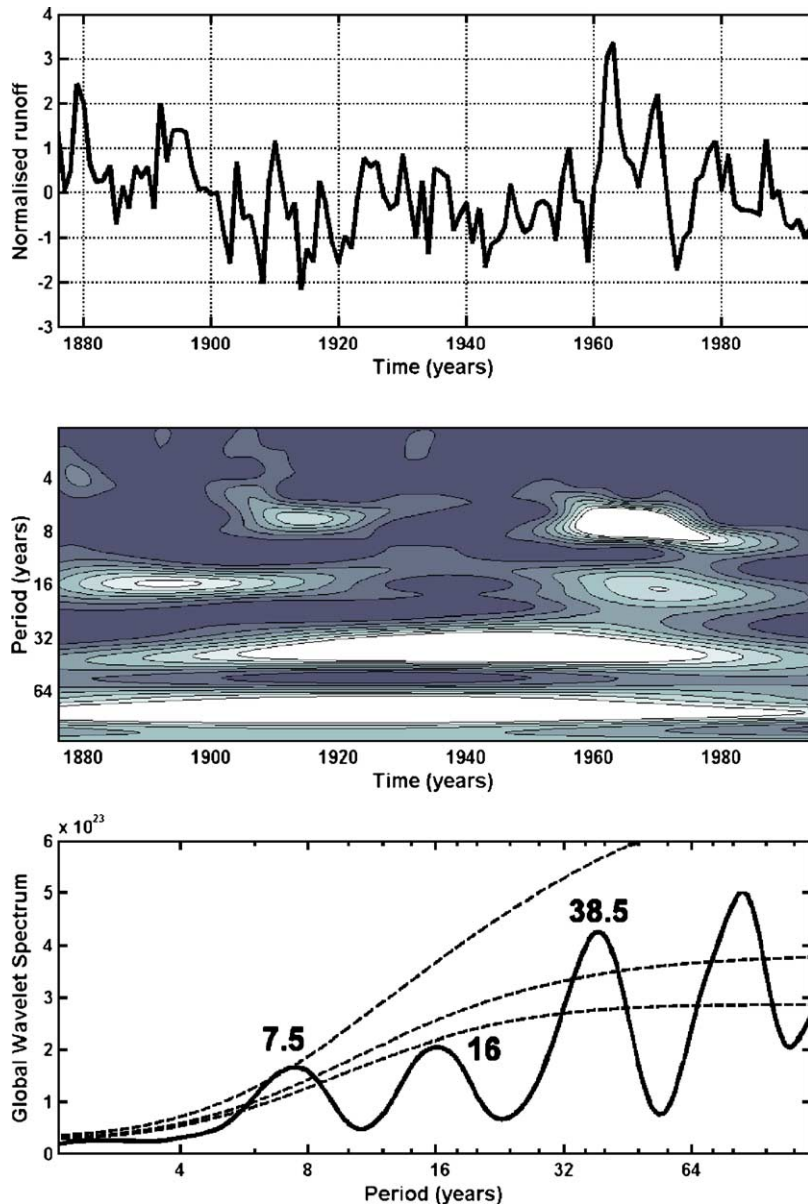 4
3
2
1
0
-1
-2
-3
Normalised runoff
1880 1900 1920 1940 1960 1980
Time (years)
4
8
16
32
64
Period (years)
1880 1900 1920 1940 1960 1980
Time (years)
x 10²³
6
5
4
3
2
1
0
Global Wavelet Spectrum
7.5
16
38.5
4 8 16 32 64
Period (years)